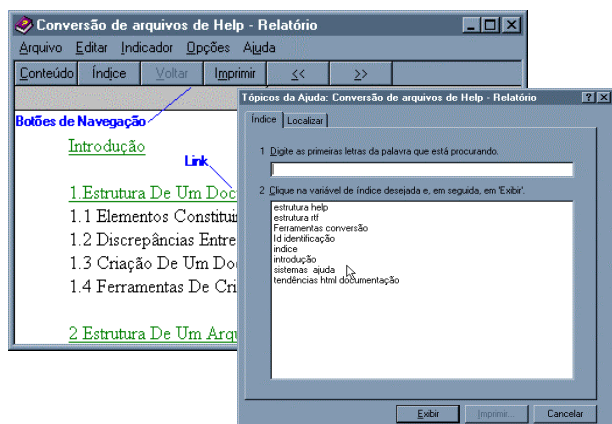 Conversão de arquivos de Help - Relatório
Arquivo Editar Indicador Opções Ajuda
Conteúdo Índice Voltar Imprimir << >>
Botões de Navegação
Introdução
Link
1.Estrutura De Um Doc
1.1 Elementos Constitui
1.2 Discrepâncias Entre
1.3 Criação De Um Do
1.4 Ferramentas De Cri
2 Estrutura De Um Arqu
Tópicos da Ajuda: Conversão de arquivos de Help - Relatório
Índice Localizar
1 Digite as primeiras letras da palavra que está procurando.
2 Clique na variável de índice desejada e, em seguida, em 'Exibir'.
estrutura help
estrutura rtf
Ferramentas conversão
Id identificação
indice
introdução
sistemas ajuda
tendências html documentação
Exibir Imprimir... Cancelar